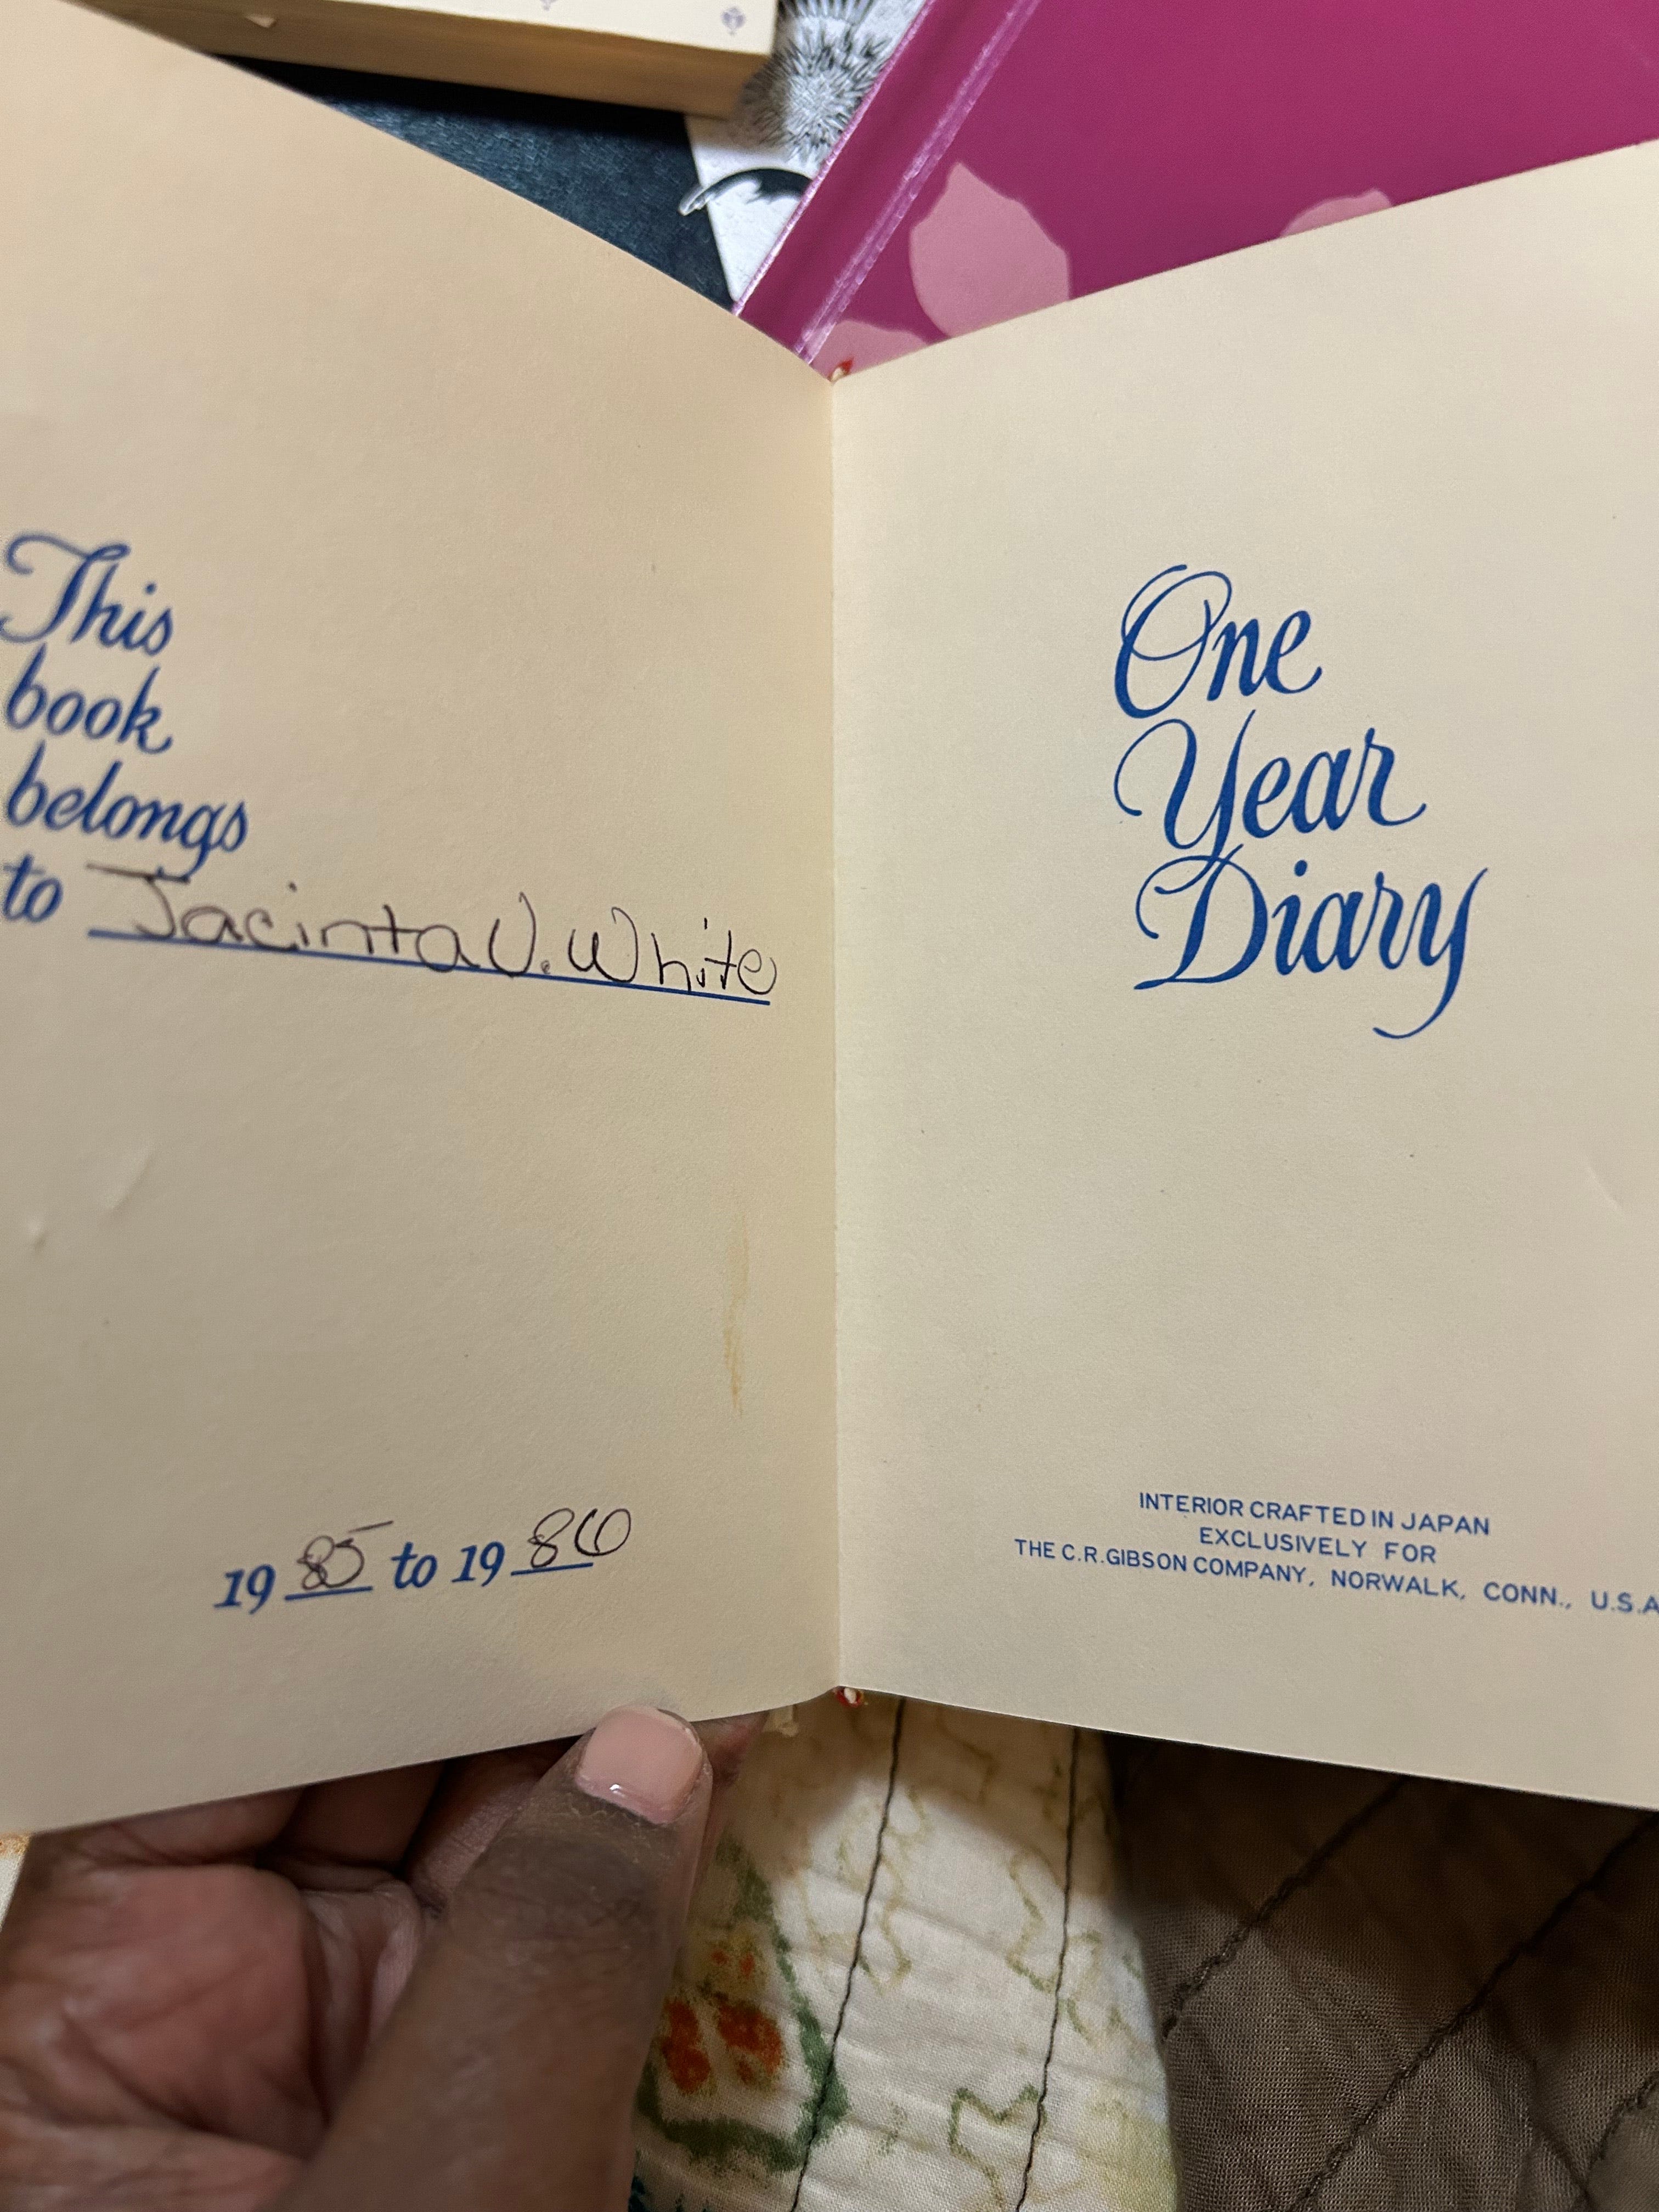 This
book
belongs
to Jacinta V. White
1985 to 1986
One
Year
Diary
INTERIOR CRAFTED IN JAPAN
EXCLUSIVELY FOR
THE C.R. GIBSON COMPANY, NORWALK, CONN., U.S.A